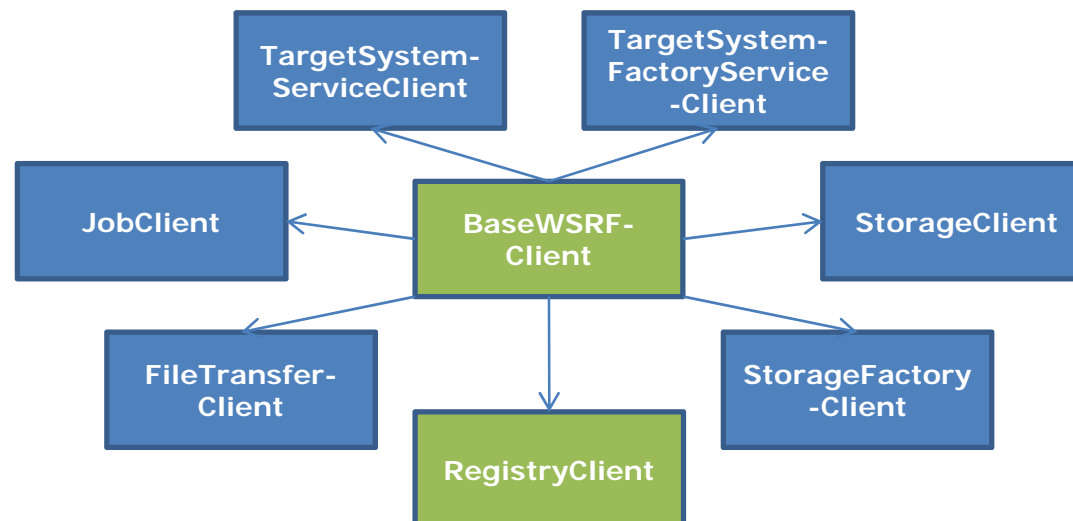 TargetSystem-
ServiceClient
TargetSystem-
FactoryService
-Client
JobClient
BaseWSRF-
Client
StorageClient
FileTransfer-
Client
StorageFactory
-Client
RegistryClient